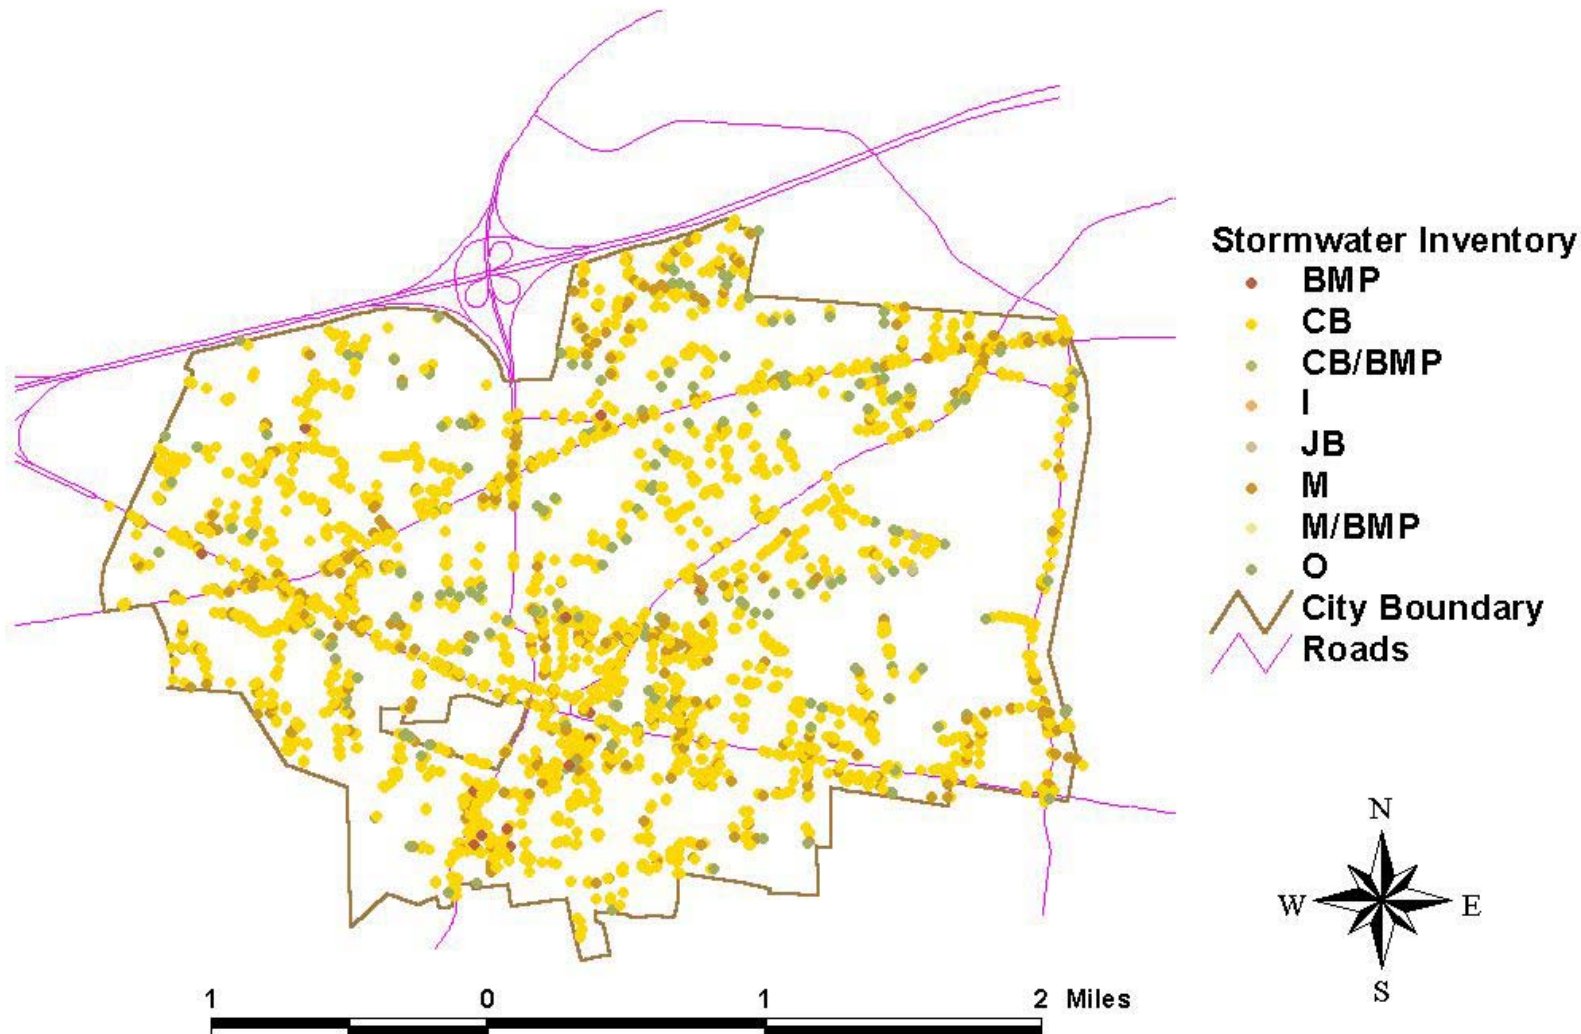 Stormwater Inventory
BMP
CB
CB/BMP
I
JB
M
M/BMP
O
City Boundary
Roads
N
W E
S
1 0 1 2 Miles